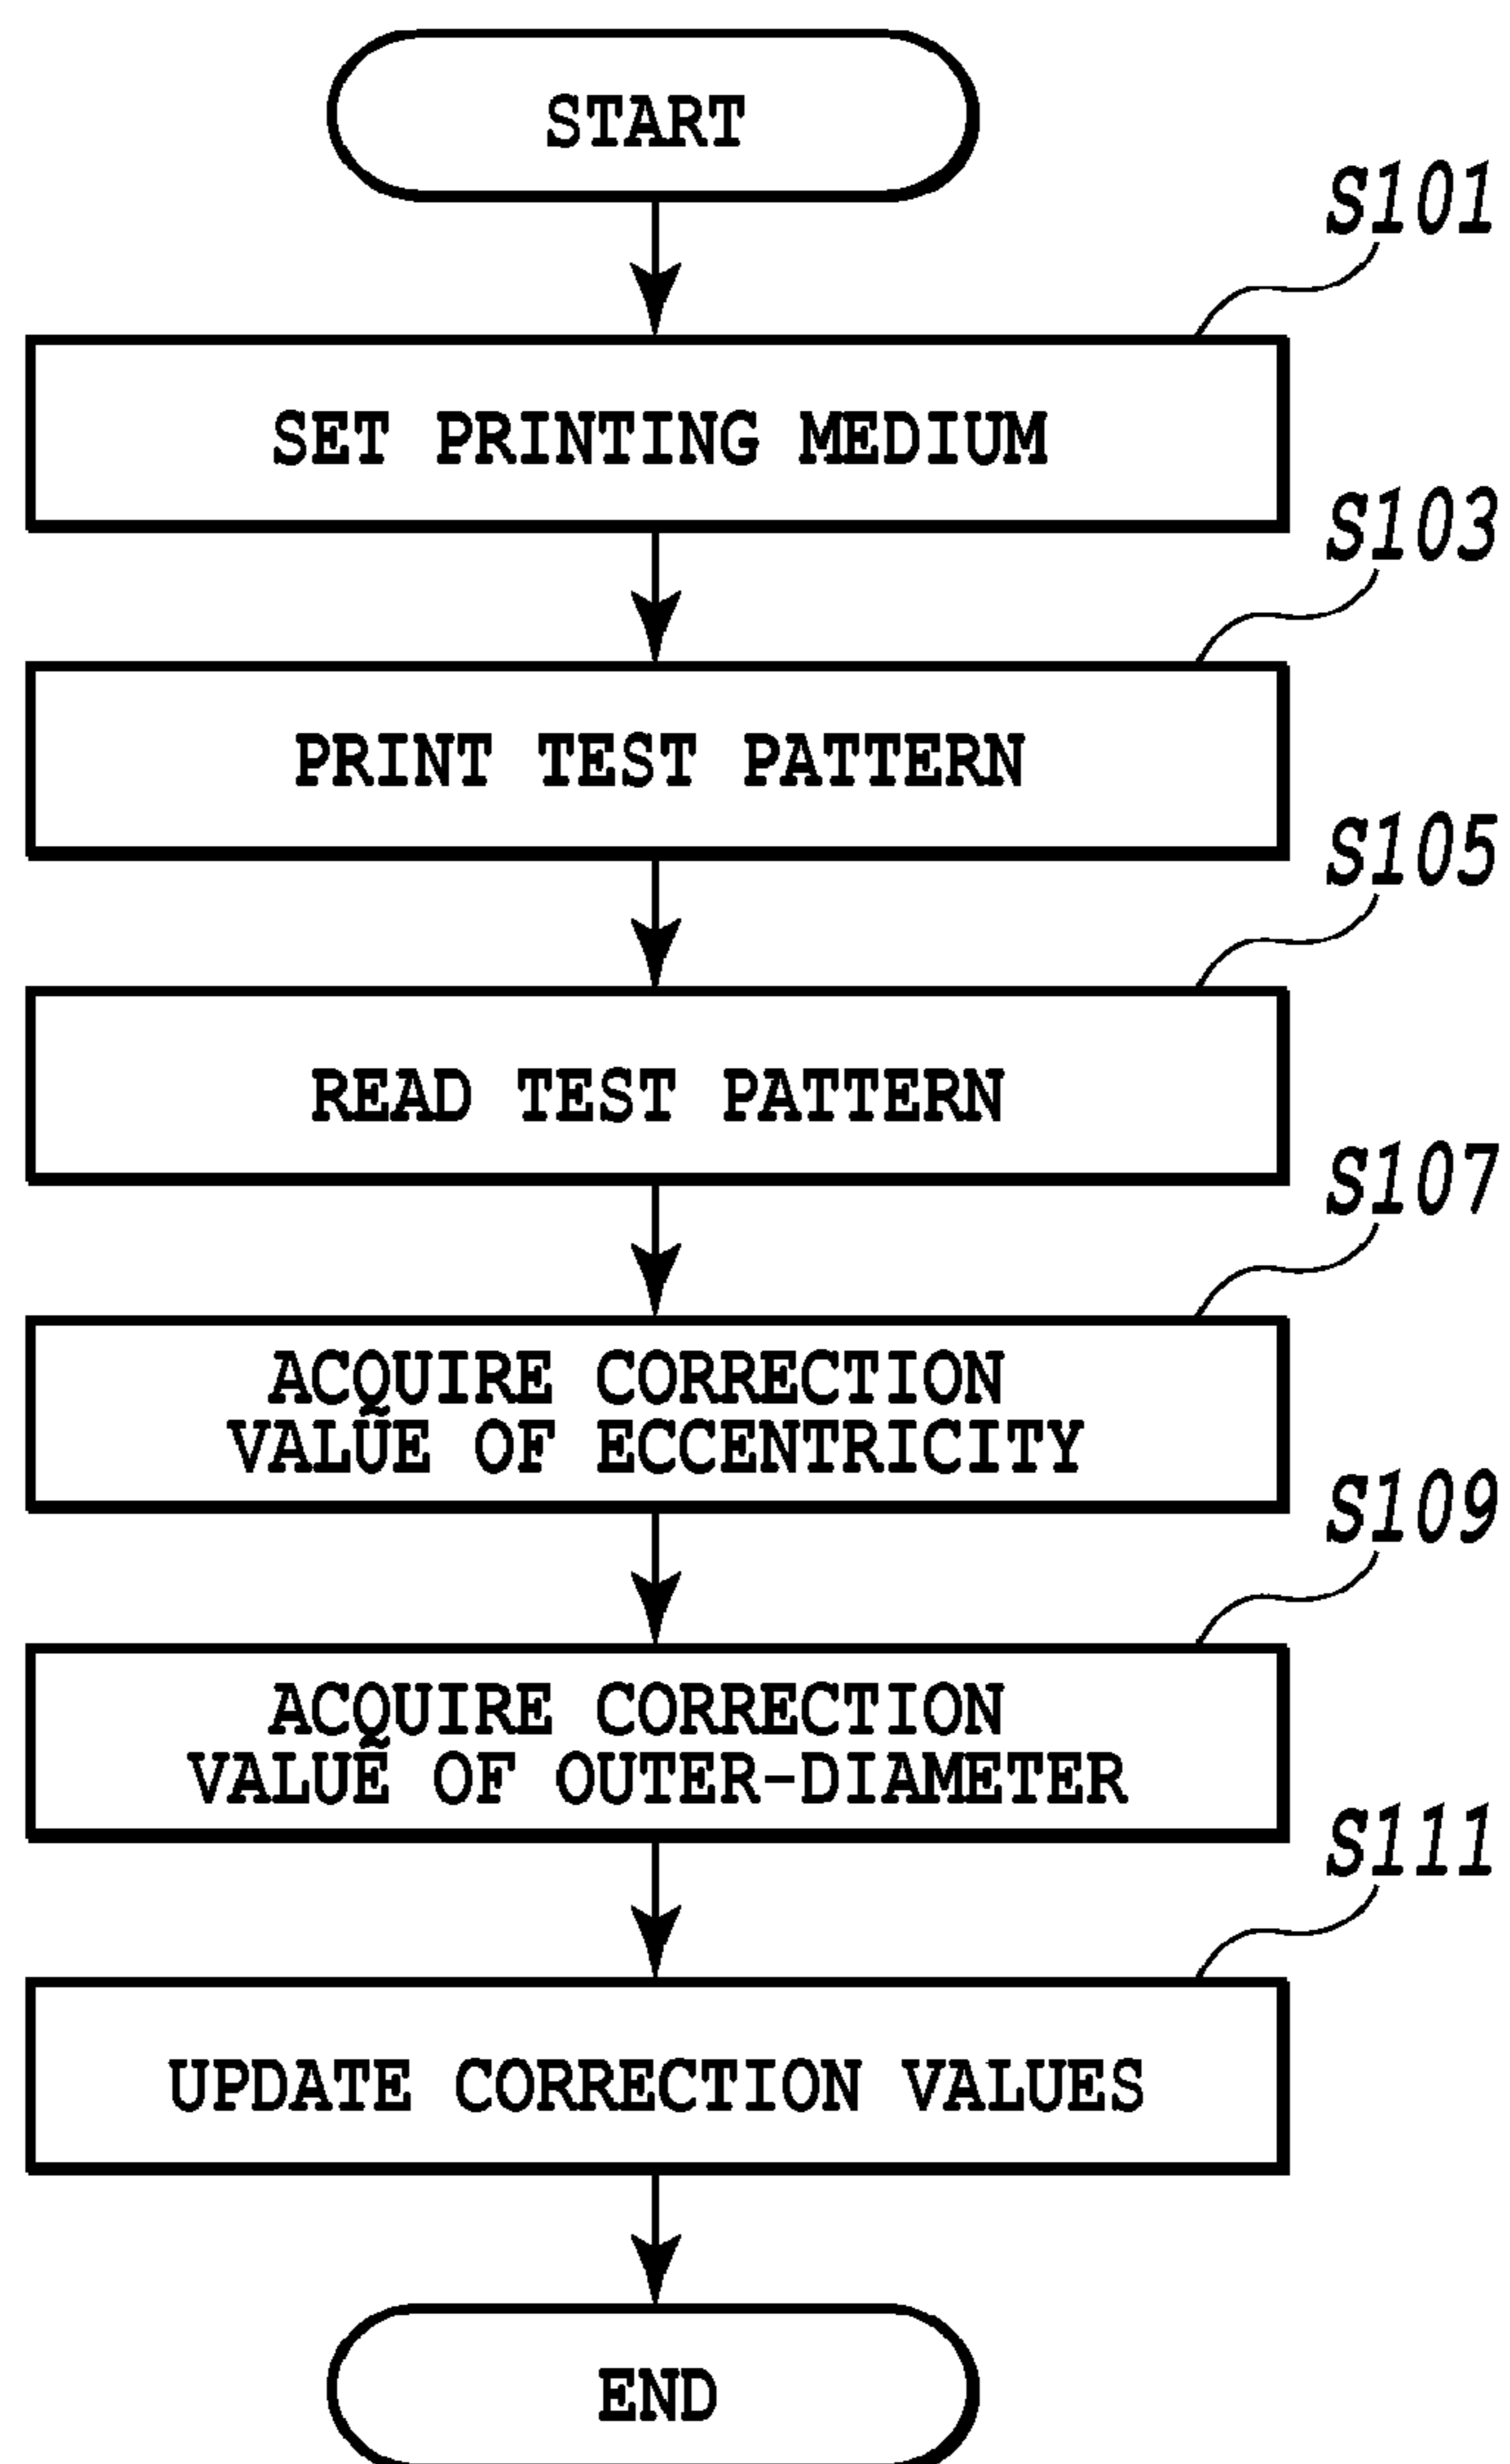 START
S101
SET PRINTING MEDIUM
S103
PRINT TEST PATTERN
S105
READ TEST PATTERN
S107
ACQUIRE CORRECTION
VALUE OF ECCENTRICITY
S109
ACQUIRE CORRECTION
VALUE OF OUTER-DIAMETER
S111
UPDATE CORRECTION VALUES
END